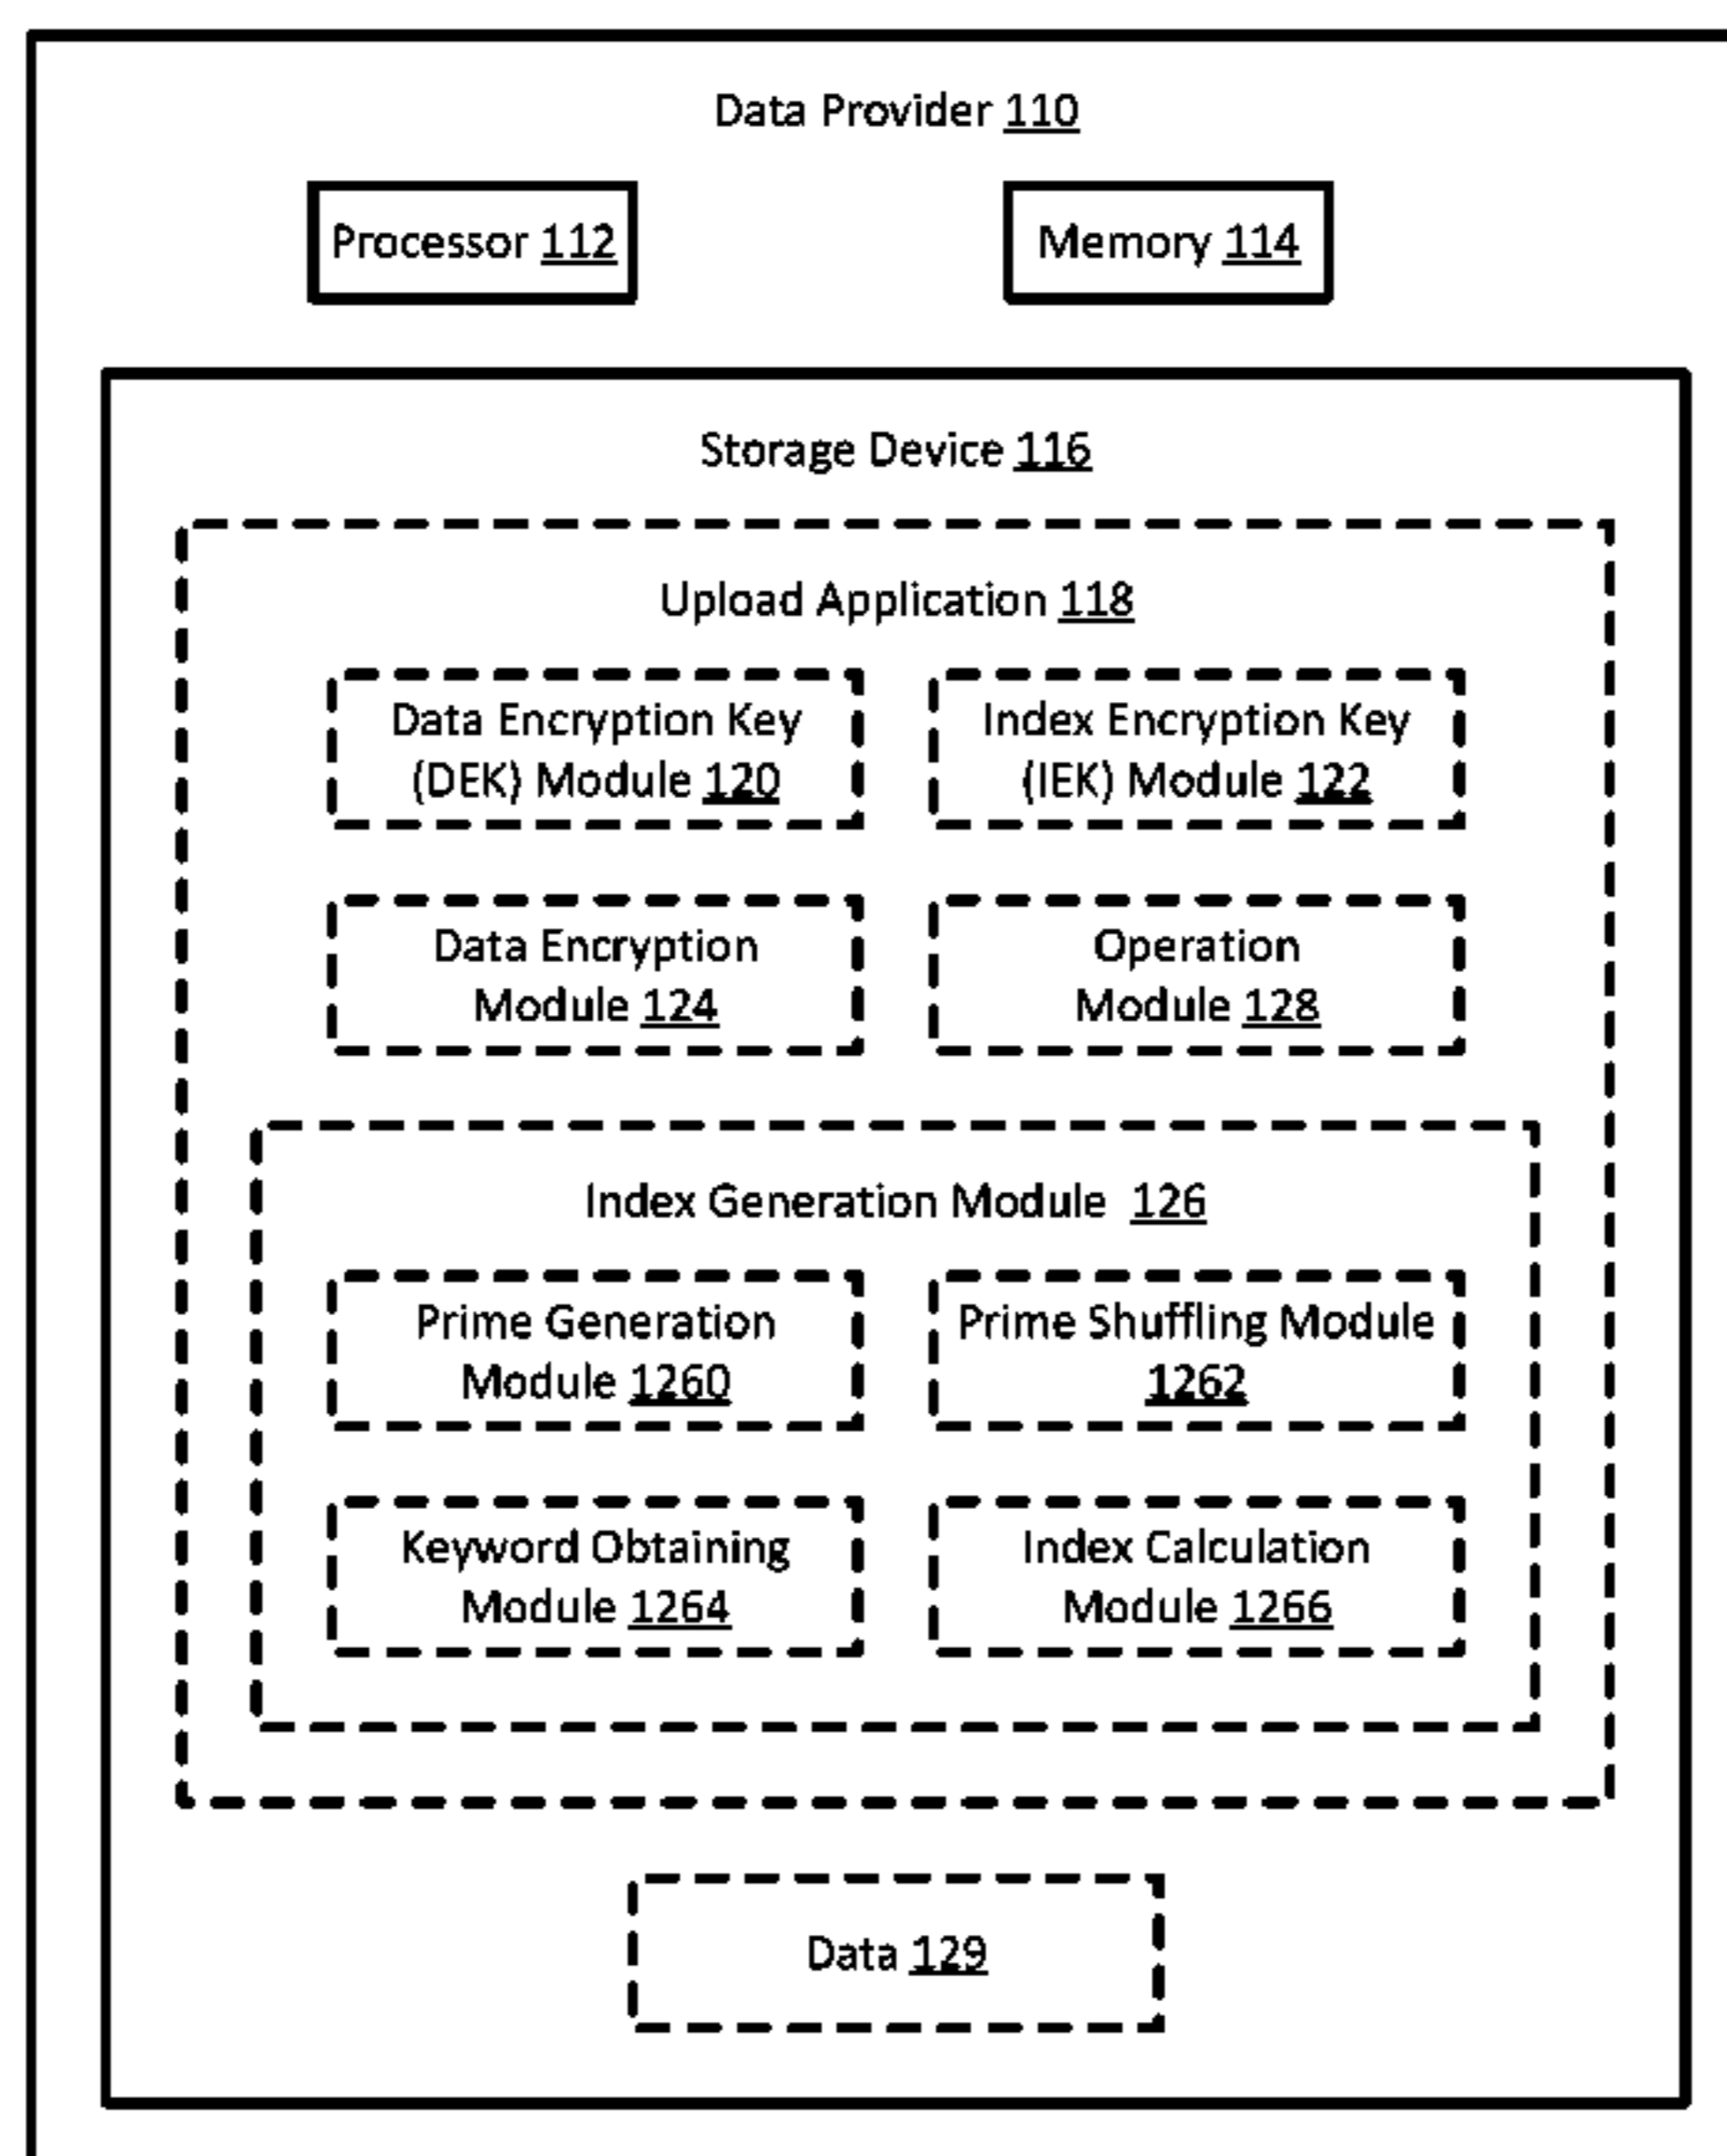 Data Provider 110
Processor 112
Memory 114
Storage Device 116
Upload Application 118
Data Encryption Key
(DEK) Module 120
Index Encryption Key
(IEK) Module 122
Data Encryption
Module 124
Operation
Module 128
Index Generation Module 126
Prime Generation
Module 1260
Prime Shuffling Module
1262
Keyword Obtaining
Module 1264
Index Calculation
Module 1266
Data 129